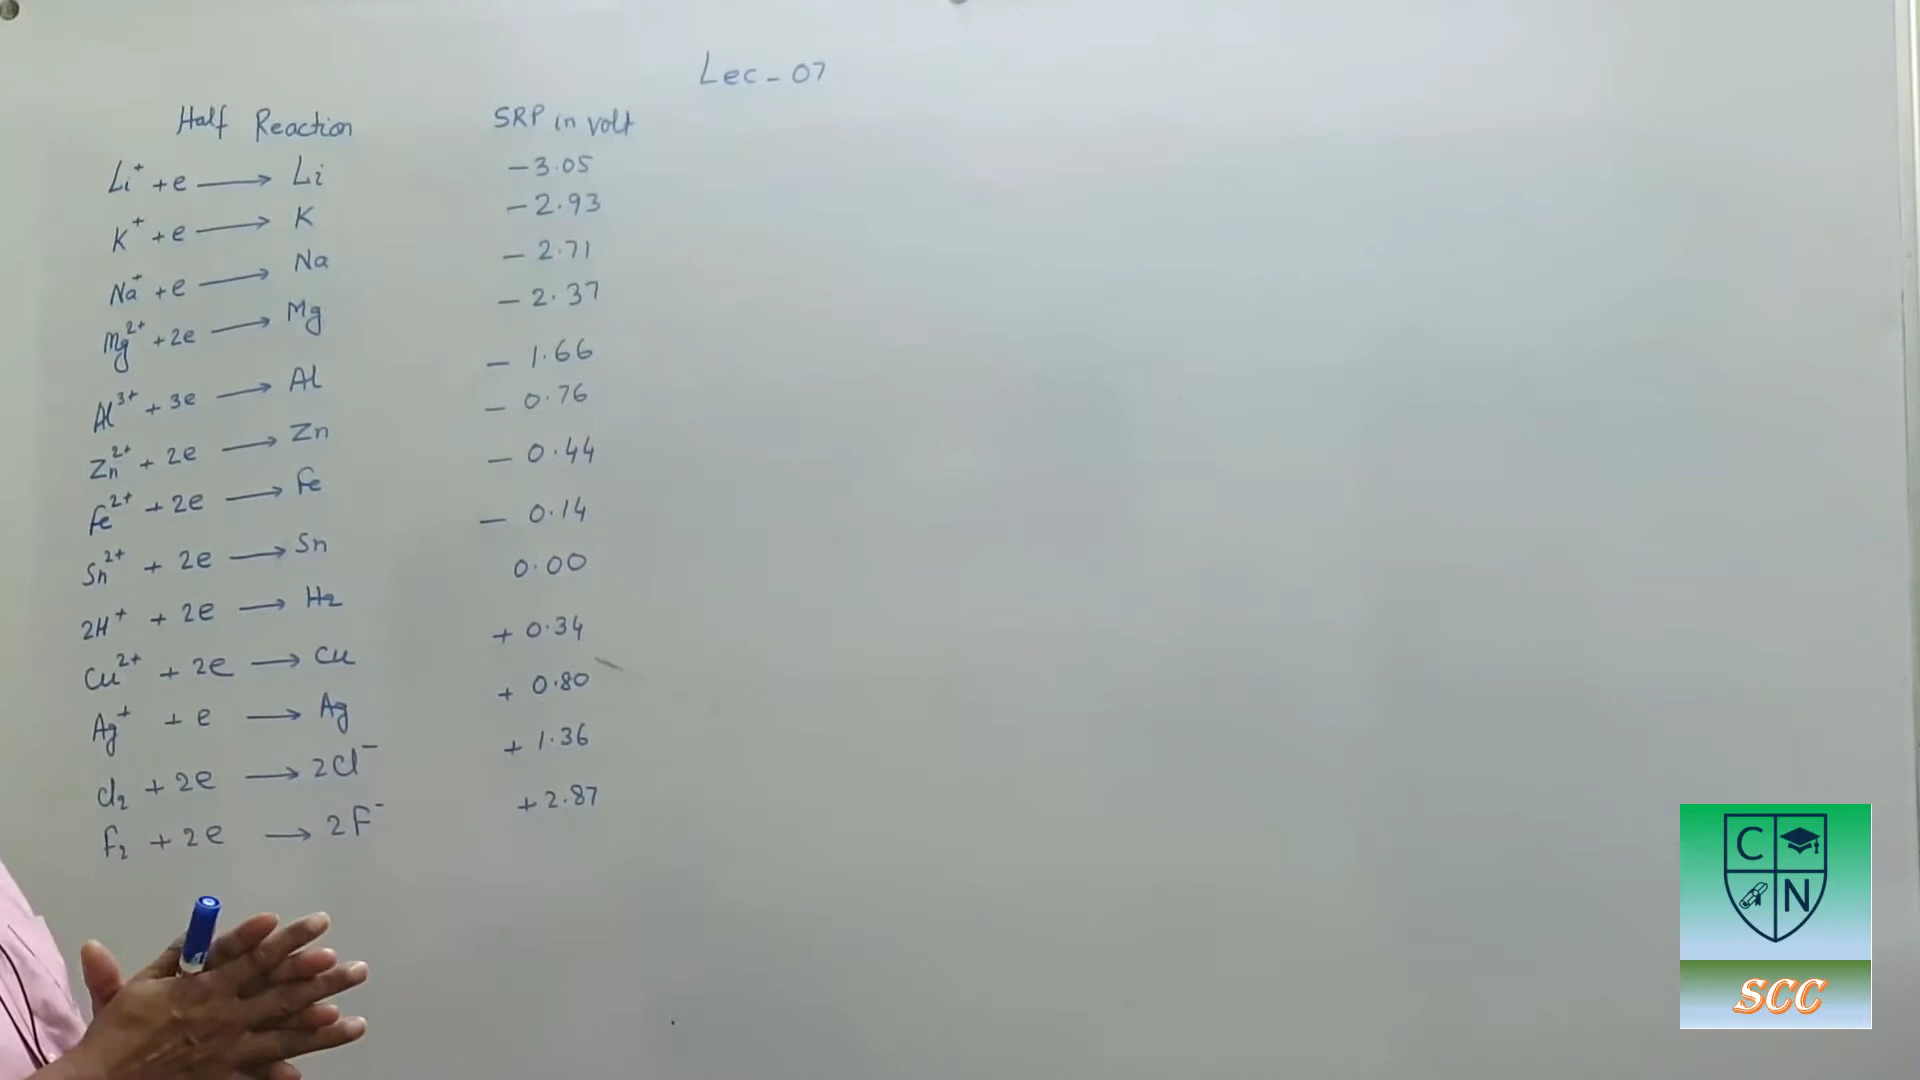 Lec - 07
Half Reaction SRP in volt
Li⁺ + e ⟶ Li − 3.05
K⁺ + e ⟶ K − 2.93
Na⁺ + e ⟶ Na − 2.71
Mg²⁺ + 2e ⟶ Mg − 2.37
Al³⁺ + 3e ⟶ Al − 1.66
Zn²⁺ + 2e ⟶ Zn − 0.76
Fe²⁺ + 2e ⟶ Fe − 0.44
Sn²⁺ + 2e ⟶ Sn − 0.14
2H⁺ + 2e ⟶ H₂ 0.00
Cu²⁺ + 2e ⟶ Cu + 0.34
Ag⁺ + e ⟶ Ag + 0.80
Cl₂ + 2e ⟶ 2Cl⁻ + 1.36
F₂ + 2e ⟶ 2F⁻ + 2.87
C
N
SCC